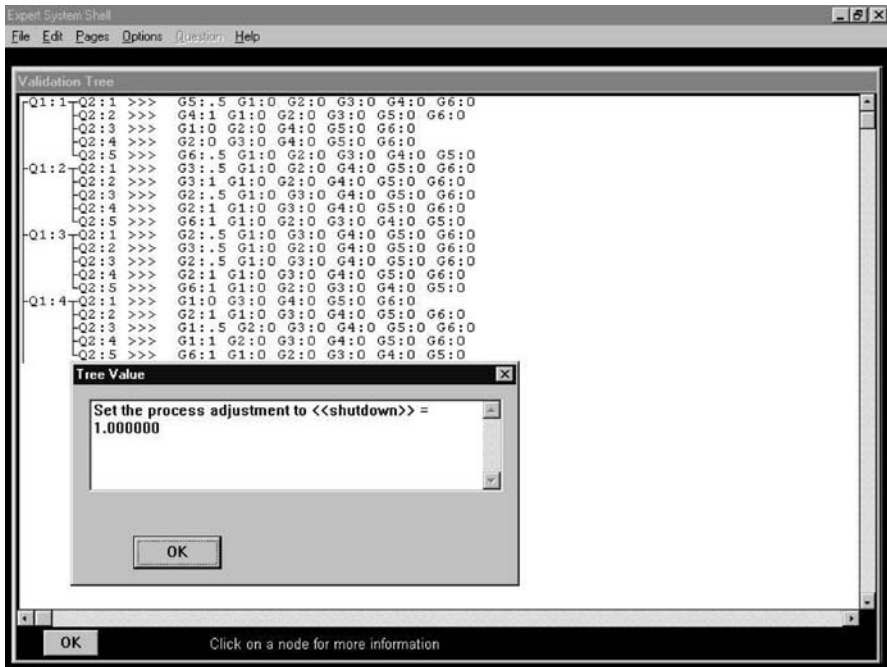 Expert System Shell
File Edit Pages Options Question Help
Validation Tree
Q1:1 Q2:1 >>> G5:.5 G1:0 G2:0 G3:0 G4:0 G6:0
Q2:2 >>> G4:1 G1:0 G2:0 G3:0 G5:0 G6:0
Q2:3 >>> G1:0 G2:0 G4:0 G5:0 G6:0
Q2:4 >>> G2:0 G3:0 G4:0 G5:0 G6:0
Q2:5 >>> G6:.5 G1:0 G2:0 G3:0 G4:0 G5:0
Q1:2 Q2:1 >>> G3:.5 G1:0 G2:0 G4:0 G5:0 G6:0
Q2:2 >>> G3:1 G1:0 G2:0 G4:0 G5:0 G6:0
Q2:3 >>> G2:.5 G1:0 G3:0 G4:0 G5:0 G6:0
Q2:4 >>> G2:1 G1:0 G3:0 G4:0 G5:0 G6:0
Q2:5 >>> G6:1 G1:0 G2:0 G3:0 G4:0 G5:0
Q1:3 Q2:1 >>> G2:.5 G1:0 G3:0 G4:0 G5:0 G6:0
Q2:2 >>> G3:.5 G1:0 G2:0 G4:0 G5:0 G6:0
Q2:3 >>> G2:.5 G1:0 G3:0 G4:0 G5:0 G6:0
Q2:4 >>> G2:1 G1:0 G3:0 G4:0 G5:0 G6:0
Q2:5 >>> G6:1 G1:0 G2:0 G3:0 G4:0 G5:0
Q1:4 Q2:1 >>> G1:0 G3:0 G4:0 G5:0 G6:0
Q2:2 >>> G2:1 G1:0 G3:0 G4:0 G5:0 G6:0
Q2:3 >>> G1:.5 G2:0 G3:0 G4:0 G5:0 G6:0
Q2:4 >>> G1:1 G2:0 G3:0 G4:0 G5:0 G6:0
Q2:5 >>> G6:1 G1:0 G2:0 G3:0 G4:0 G5:0
Tree Value
Set the process adjustment to <<shutdown>> =
1.000000
OK
OK Click on a node for more information